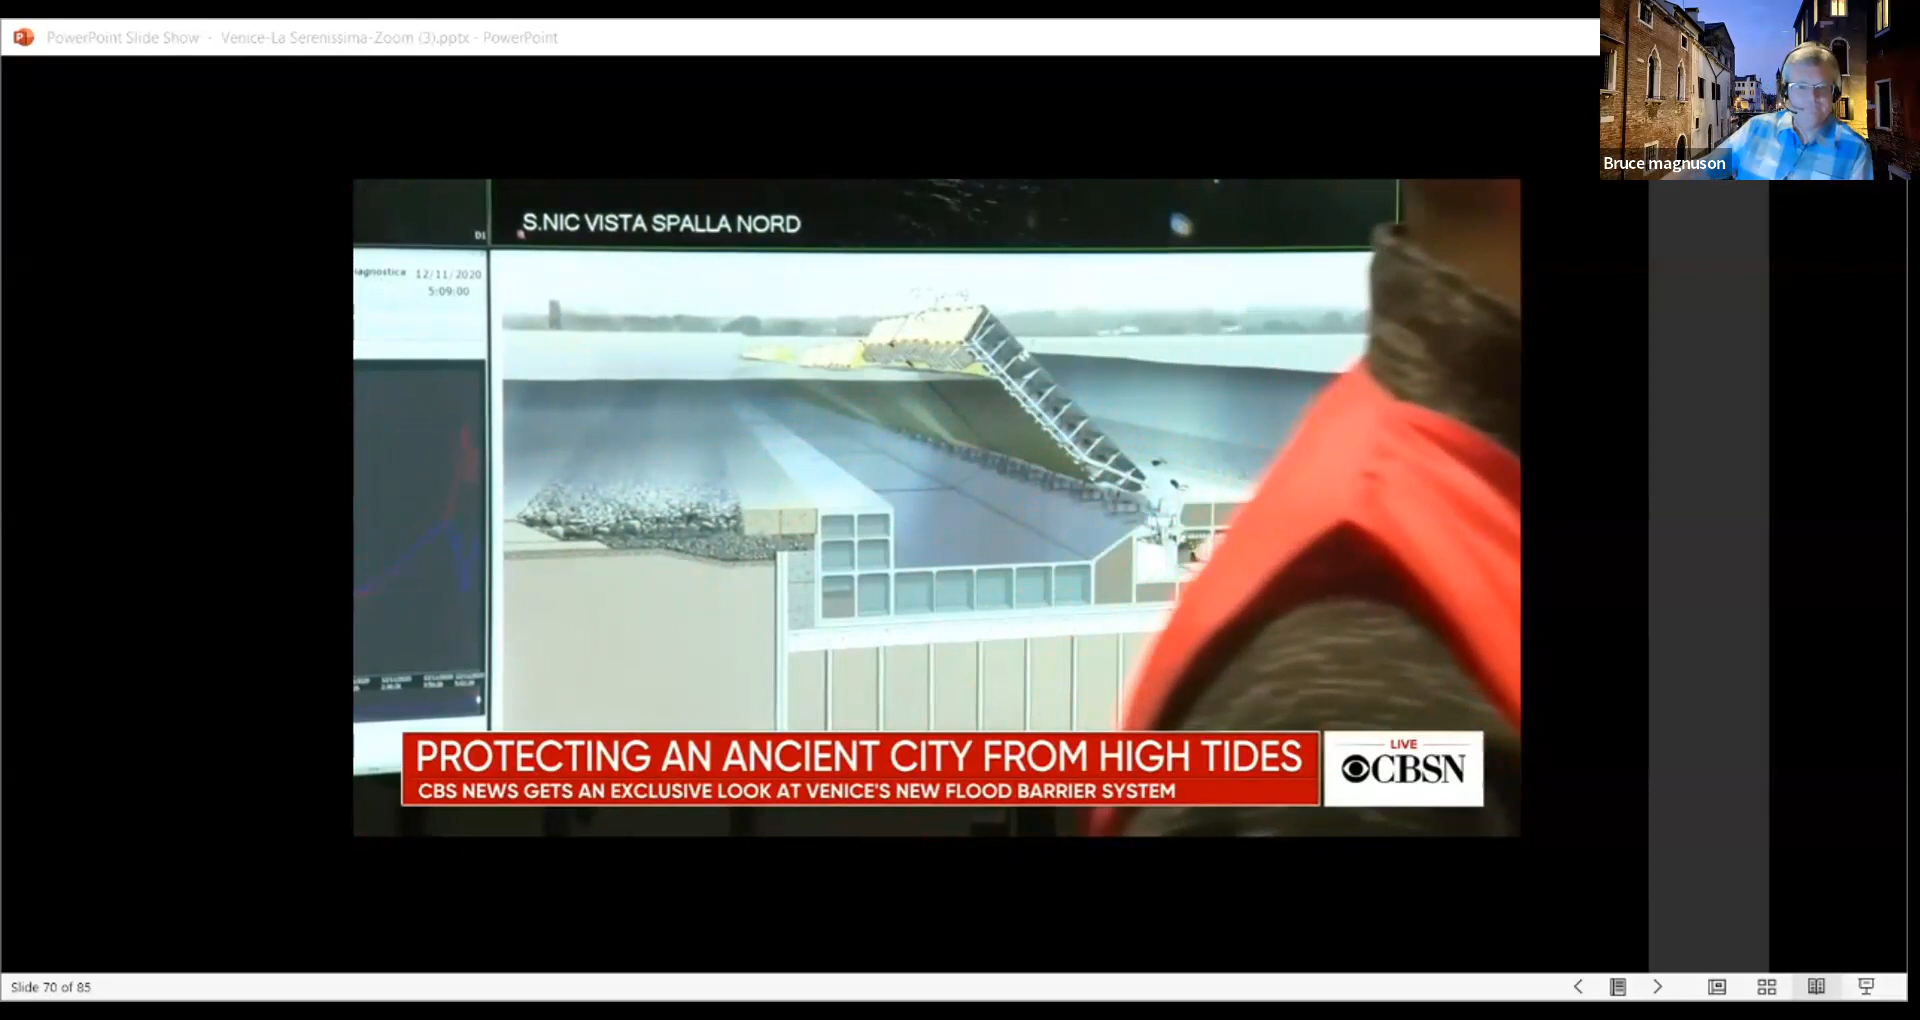 PowerPoint Slide Show - Venice-La Serenissima-Zoom (3).pptx - PowerPoint
Bruce magnuson
S.NIC VISTA SPALLA NORD
D1
iagnostica 12/11/2020
5:09:00
PROTECTING AN ANCIENT CITY FROM HIGH TIDES
CBS NEWS GETS AN EXCLUSIVE LOOK AT VENICE'S NEW FLOOD BARRIER SYSTEM
LIVE
CBSN
Slide 70 of 85